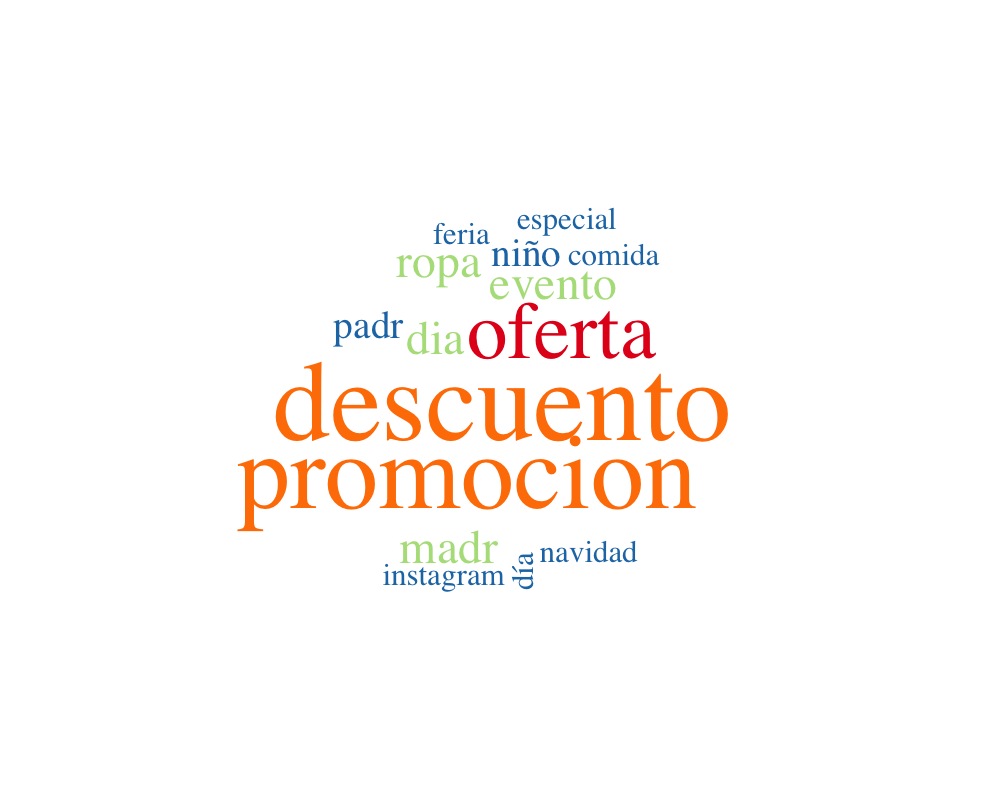 especial
feria
niño comida
ropa
evento
padr dia oferta
descuento
promocion
madr
día navidad
instagram